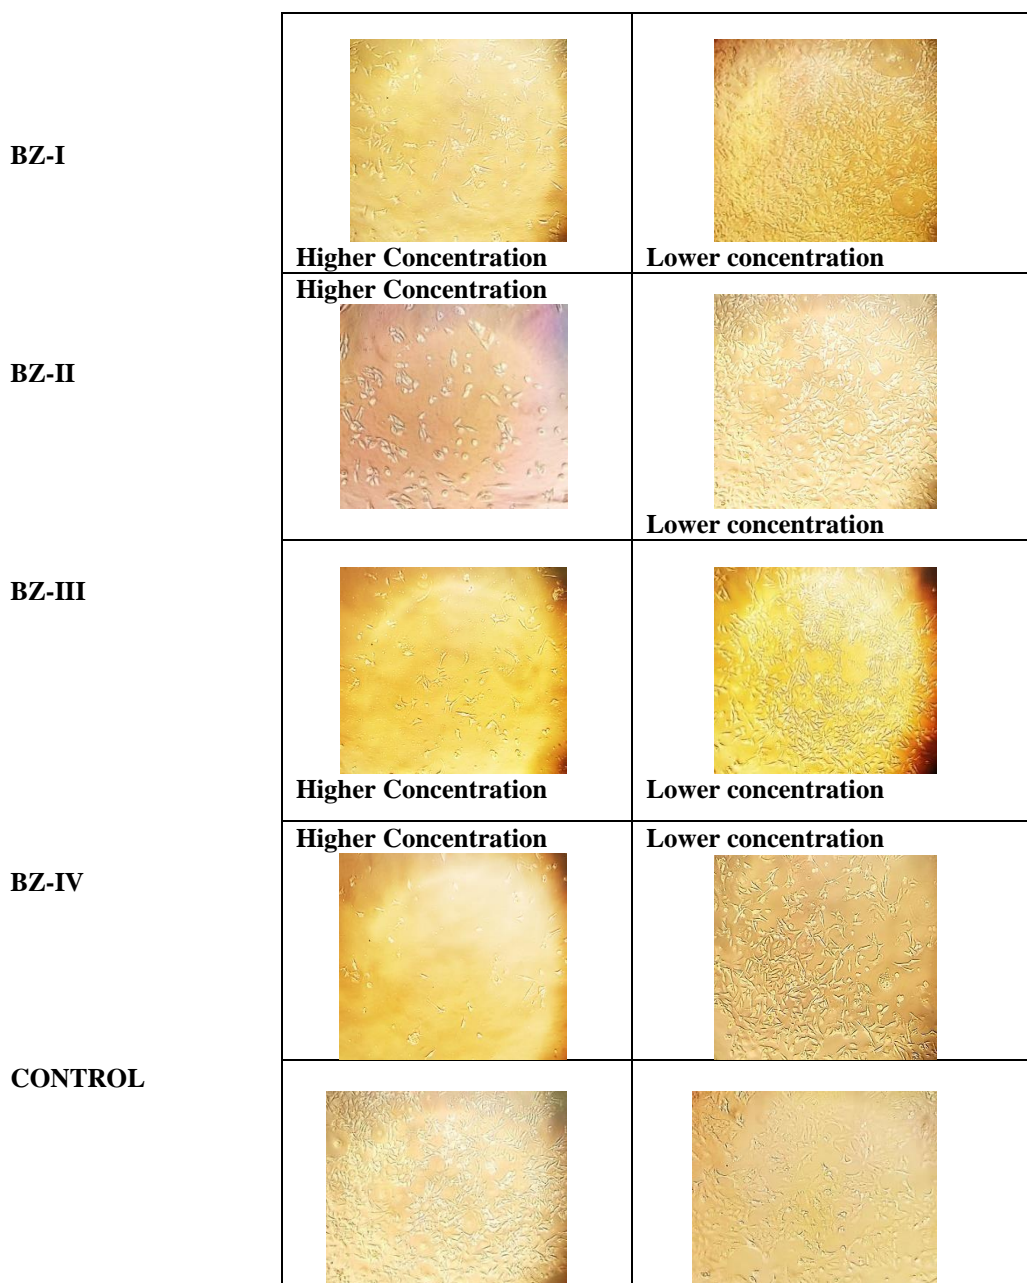 BZ-I
Higher Concentration
Lower concentration
BZ-II
Higher Concentration
Lower concentration
BZ-III
Higher Concentration
Lower concentration
BZ-IV
Higher Concentration
Lower concentration
CONTROL